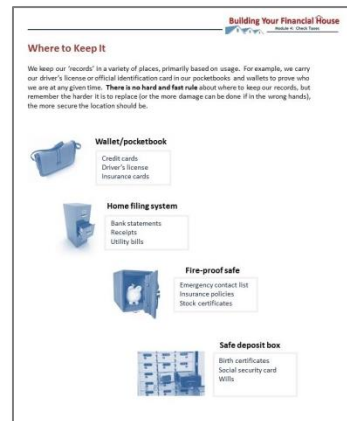 Building Your Financial House
Module 4: Check Taxes
Where to Keep It
We keep our 'records' in a variety of places, primarily based on usage. For example, we carry
our driver's license or official identification card in our pocketbooks and wallets to prove who
we are at any given time. There is no hard and fast rule about where to keep our records, but
remember the harder it is to replace (or the more damage can be done if in the wrong hands),
the more secure the location should be.
Wallet/pocketbook
Credit cards
Driver's license
Insurance cards
Home filing system
Bank statements
Receipts
Utility bills
Fire-proof safe
Emergency contact list
Insurance policies
Stock certificates
Safe deposit box
Birth certificates
Social security card
Wills